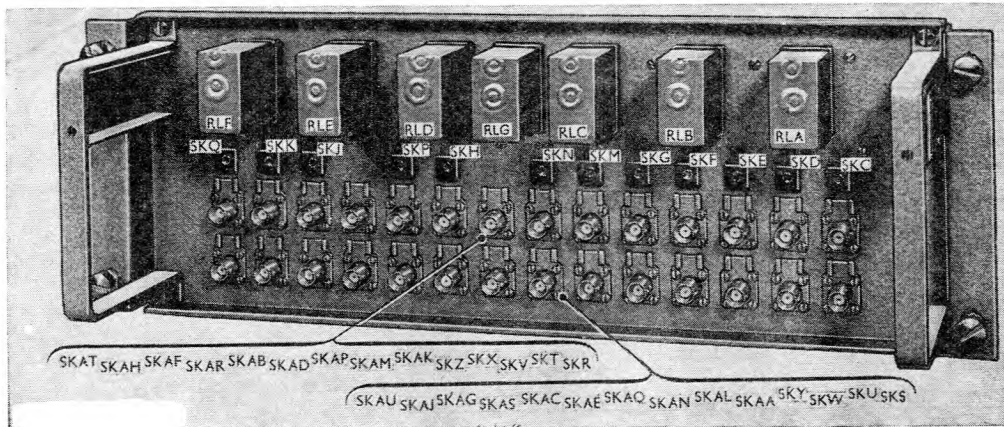 RLF RLE RLD RLG RLC RLB RLA
SKQ SKK SKJ SKP SKH SKN SKM SKG SKF SKE SKD SKC
SKAT SKAH SKAF SKAR SKAB SKAD SKAP SKAM SKAK SKZ SKX SKV SKT SKR
SKAU SKAJ SKAG SKAS SKAC SKAE SKAQ SKAN SKAL SKAA SKY SKW SKU SKS